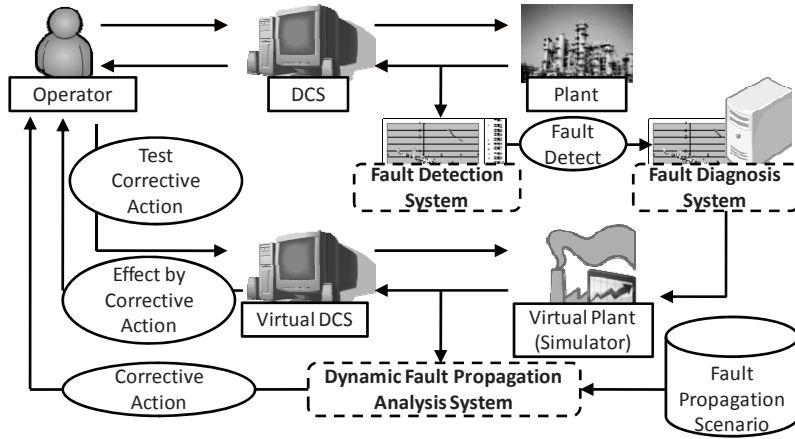 Operator
DCS
Plant
Test
Corrective
Action
Fault Detection
System
Fault
Detect
Fault Diagnosis
System
Effect by
Corrective
Action
Virtual DCS
Virtual Plant
(Simulator)
Corrective
Action
Dynamic Fault Propagation
Analysis System
Fault
Propagation
Scenario